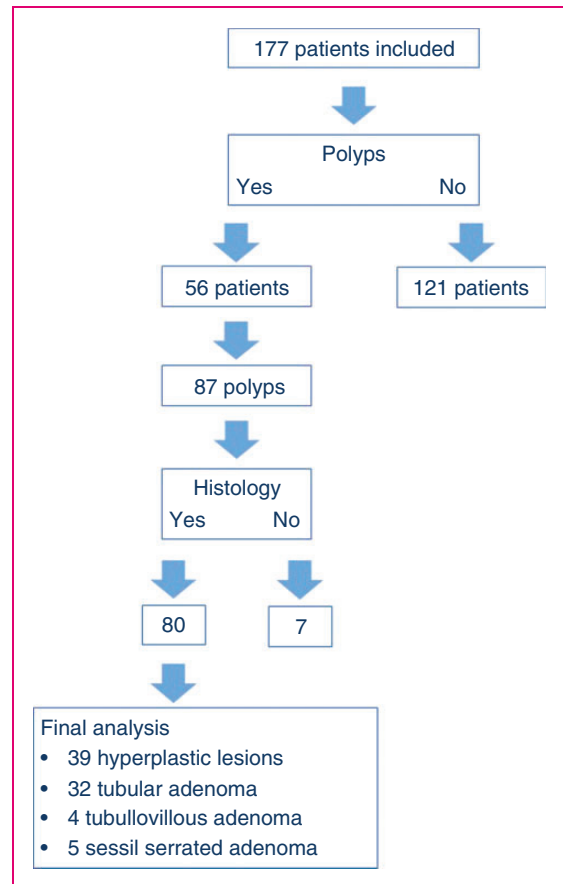 177 patients included
Polyps
Yes No
56 patients 121 patients
87 polyps
Histology
Yes No
80 7
Final analysis
• 39 hyperplastic lesions
• 32 tubular adenoma
• 4 tubullovillous adenoma
• 5 sessil serrated adenoma